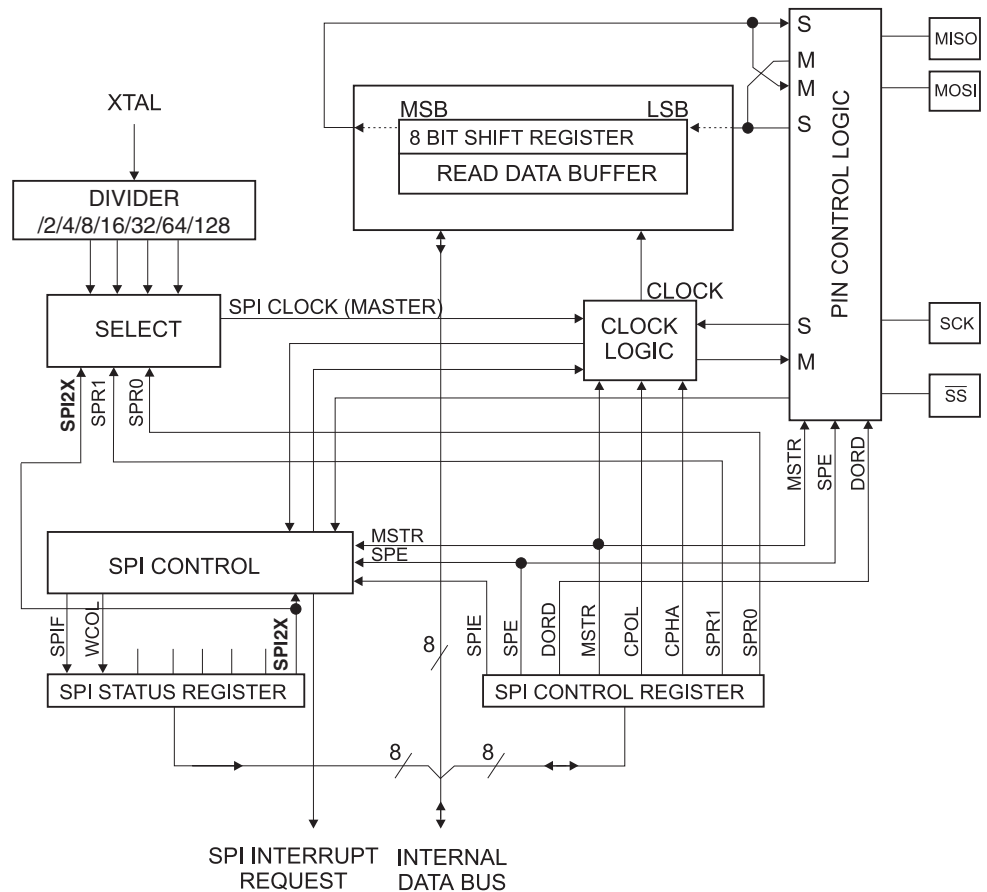 S
MISO
M
M
MOSI
XTAL
MSB
LSB
S
8 BIT SHIFT REGISTER
READ DATA BUFFER
DIVIDER
/2/4/8/16/32/64/128
PIN CONTROL LOGIC
SPI CLOCK (MASTER)
CLOCK
SELECT
CLOCK
LOGIC
S
SCK
M
SPI2X
SPR1
SPR0
SS
MSTR
SPE
DORD
MSTR
SPE
SPI CONTROL
SPIF
WCOL
SPI2X
SPIE
SPE
DORD
MSTR
CPOL
CPHA
SPR1
SPR0
8
SPI STATUS REGISTER
SPI CONTROL REGISTER
8
8
SPI INTERRUPT
REQUEST
INTERNAL
DATA BUS